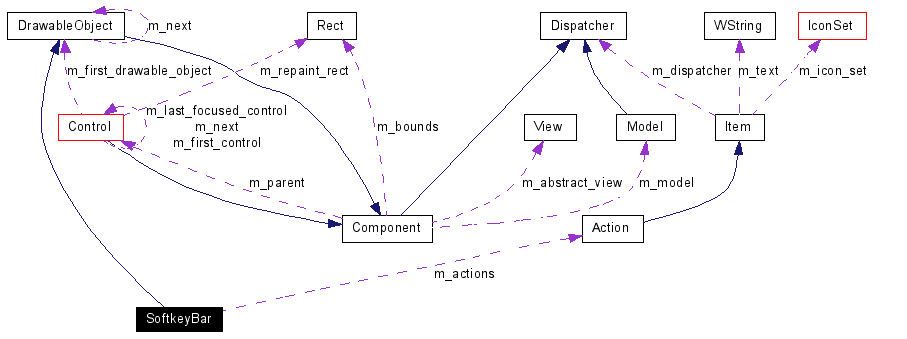 DrawableObject
m_next
Rect
Dispatcher
WString
IconSet
m_first_drawable_object
m_repaint_rect
m_dispatcher
m_text
m_icon_set
Control
m_last_focused_control
m_next
m_first_control
m_bounds
View
Model
Item
m_parent
m_abstract_view
m_model
Component
Action
m_actions
SoftkeyBar